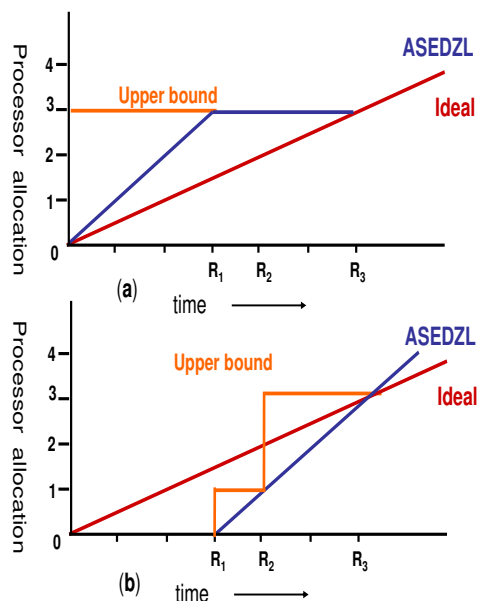 ASEDZL
Upper bound
Ideal
Processor allocation
4
3
2
1
0
R1 R2 R3
(a)
time
ASEDZL
Upper bound
Ideal
Processor allocation
4
3
2
1
0
R1 R2 R3
(b)
time